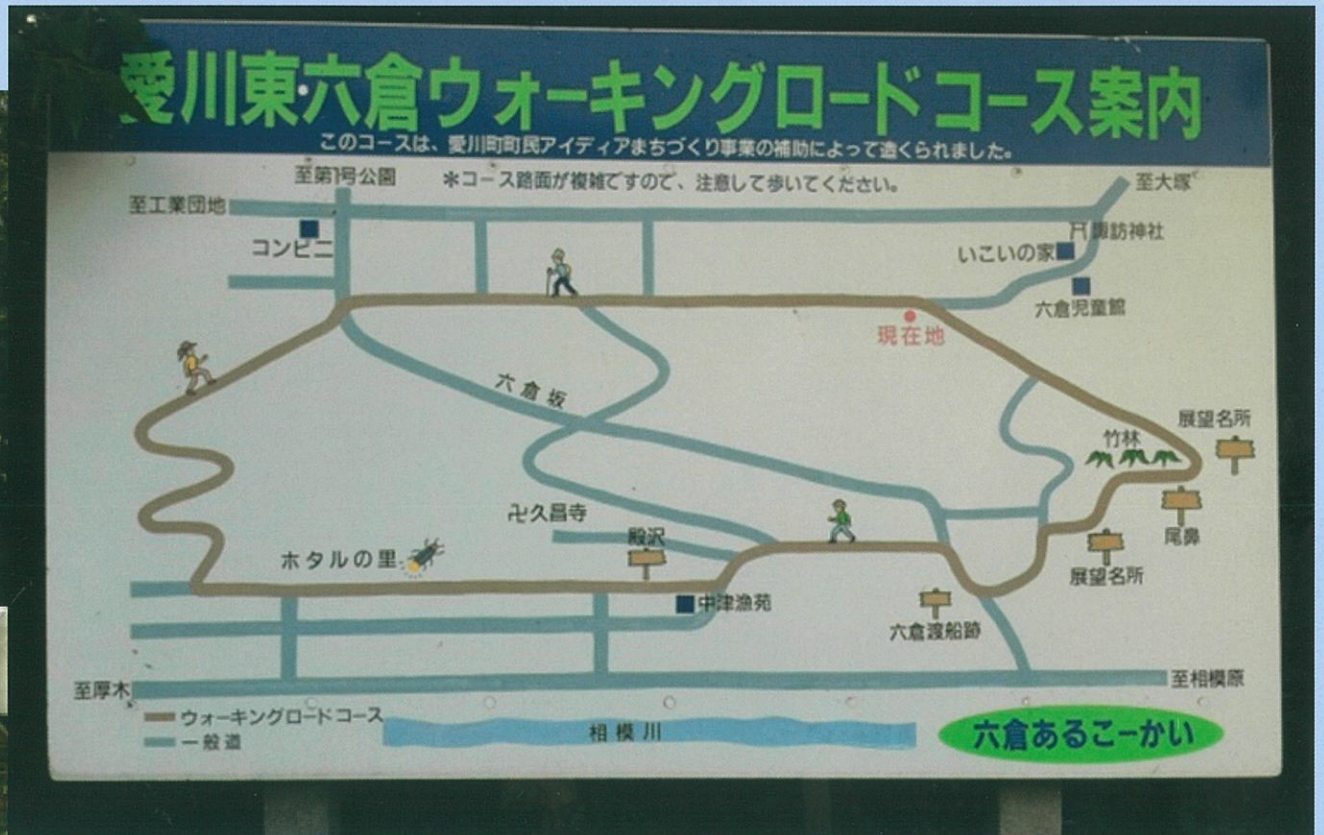 愛川東・六倉ウォーキングロードコース案内
このコースは、愛川町町民アイディアまちづくり事業の補助によって造くられました。
至第1号公園
*コース路面が複雑ですので、注意して歩いてください。
至大塚
至工業団地
コンビニ
諏訪神社
いこいの家
六倉児童館
現在地
六倉坂
展望名所
竹林
卍久昌寺
殿沢
尾鼻
ホタルの里
展望名所
中津漁苑
六倉渡船跡
至厚木
至相模原
ウォーキングロードコース
一般道
相模川
六倉あるこーかい